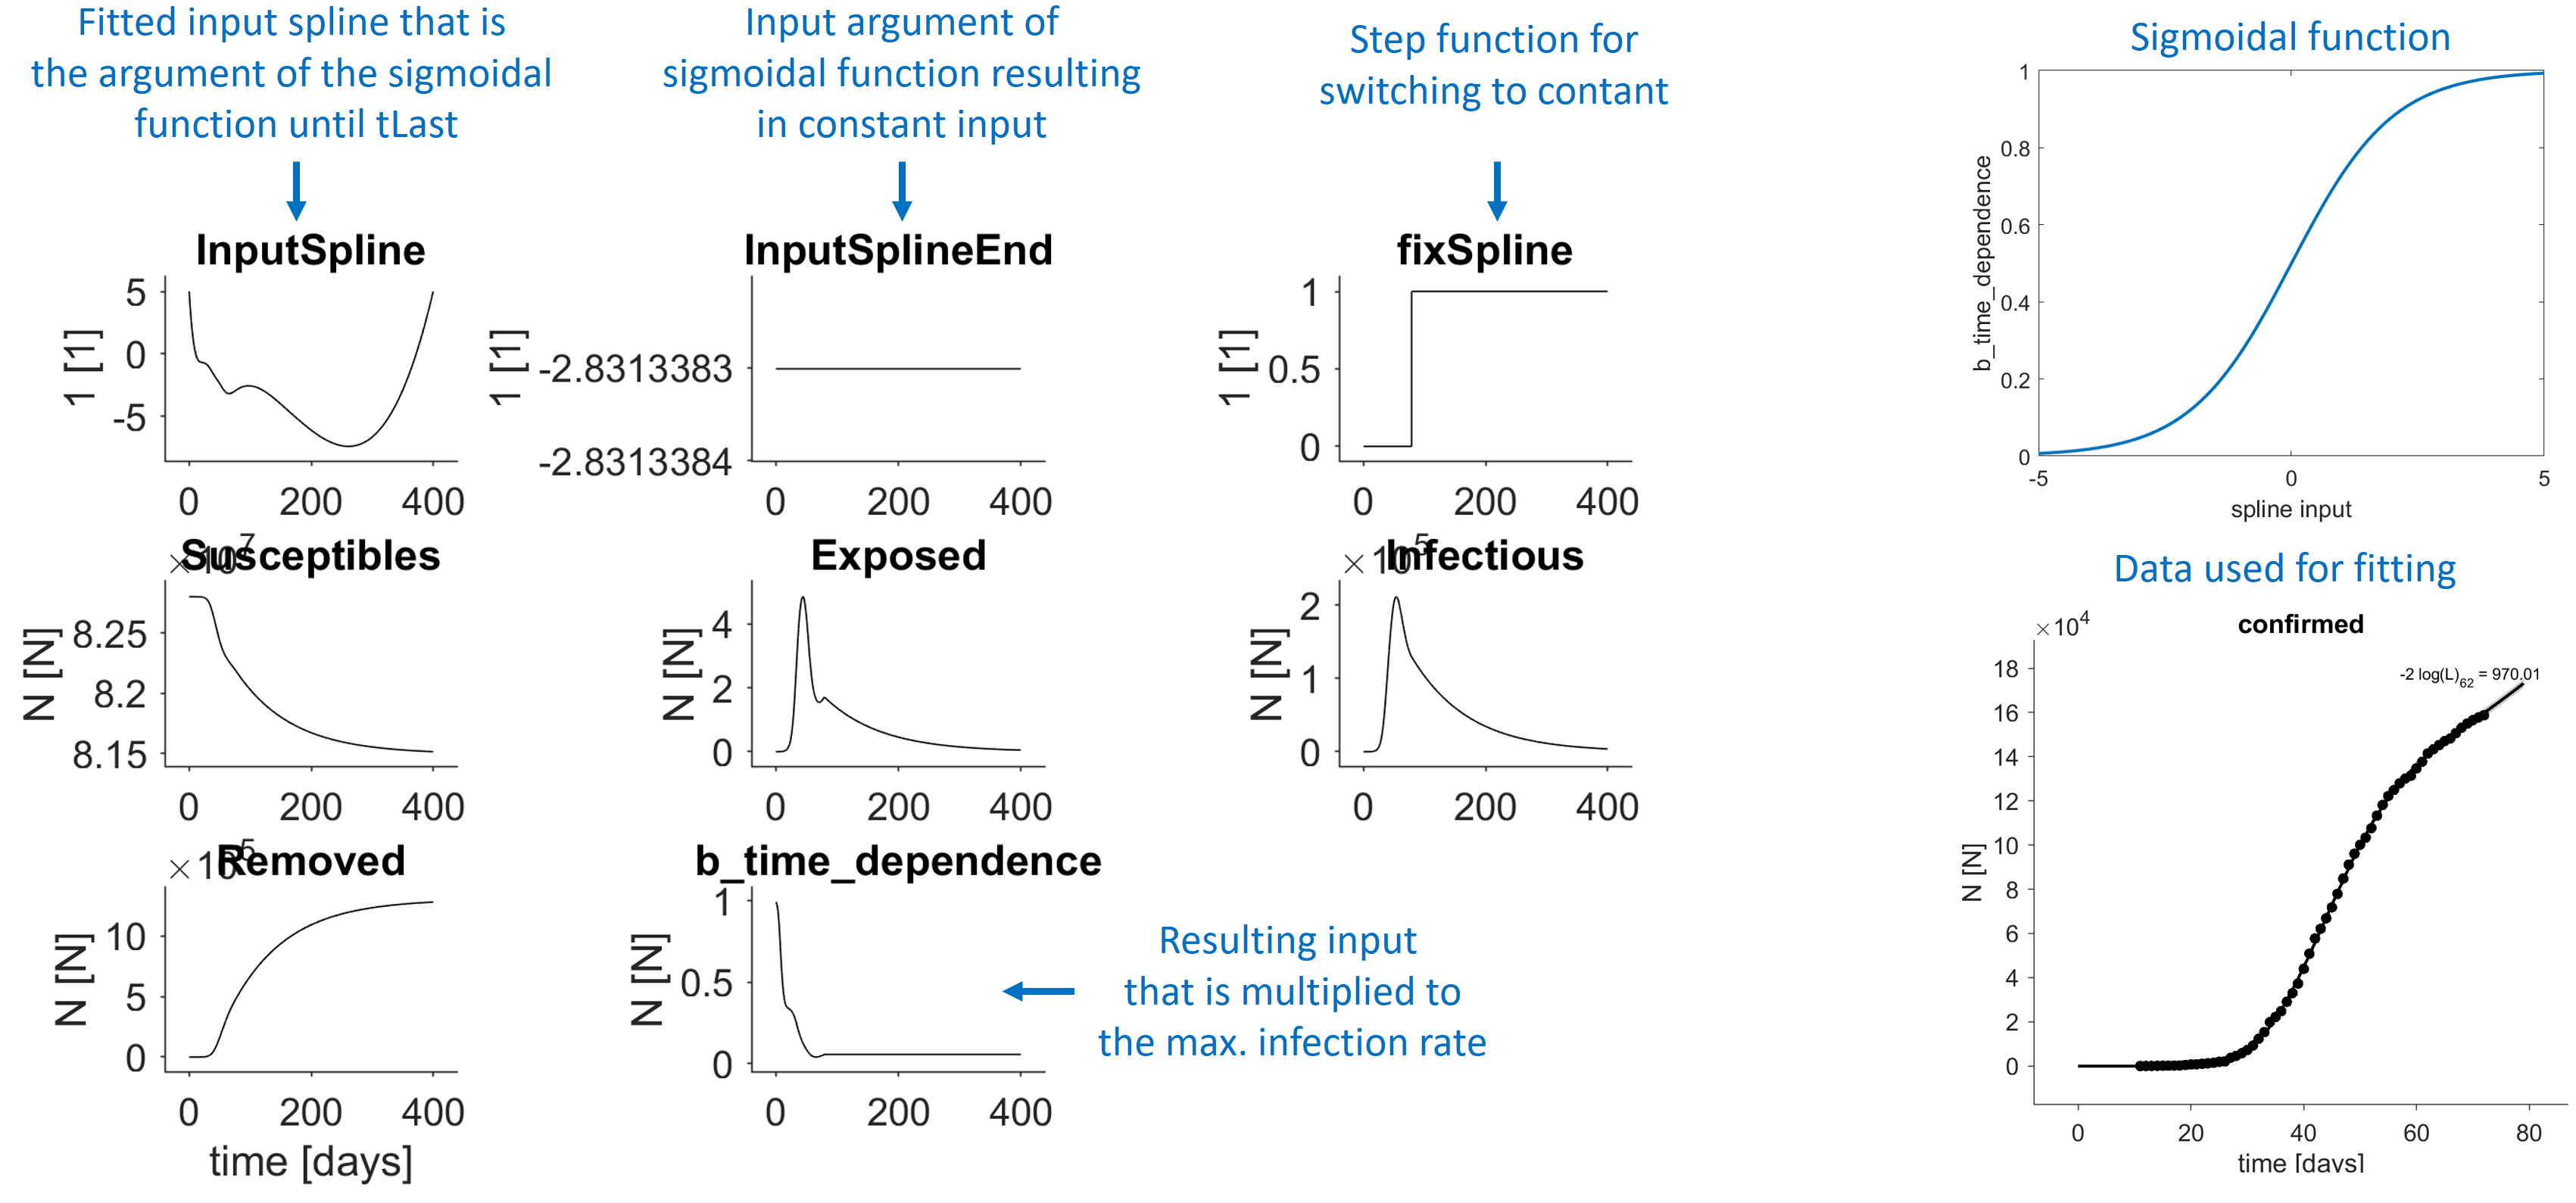 Fitted input spline that is
the argument of the sigmoidal
function until tLast
Input argument of
sigmoidal function resulting
in constant input
Step function for
switching to contant
Sigmoidal function
InputSpline
1 [1]
5
0
-5
0 200 400
InputSplineEnd
1 [1]
-2.8313383
-2.8313384
0 200 400
fixSpline
1 [1]
1
0.5
0
0 200 400
b_time_dependence
1
0.8
0.6
0.4
0.2
0
-5 0 5
spline input
Susceptibles
×10^7
N [N]
8.25
8.2
8.15
0 200 400
Exposed
N [N]
4
2
0
0 200 400
Infectious
×10^5
N [N]
2
1
0
0 200 400
Data used for fitting
confirmed
×10^4
-2 log(L)_62 = 970.01
N [N]
18
16
14
12
10
8
6
4
2
0
0 20 40 60 80
time [days]
Removed
×10^5
N [N]
10
5
0
0 200 400
time [days]
b_time_dependence
N [N]
1
0.5
0
0 200 400
Resulting input
that is multiplied to
the max. infection rate